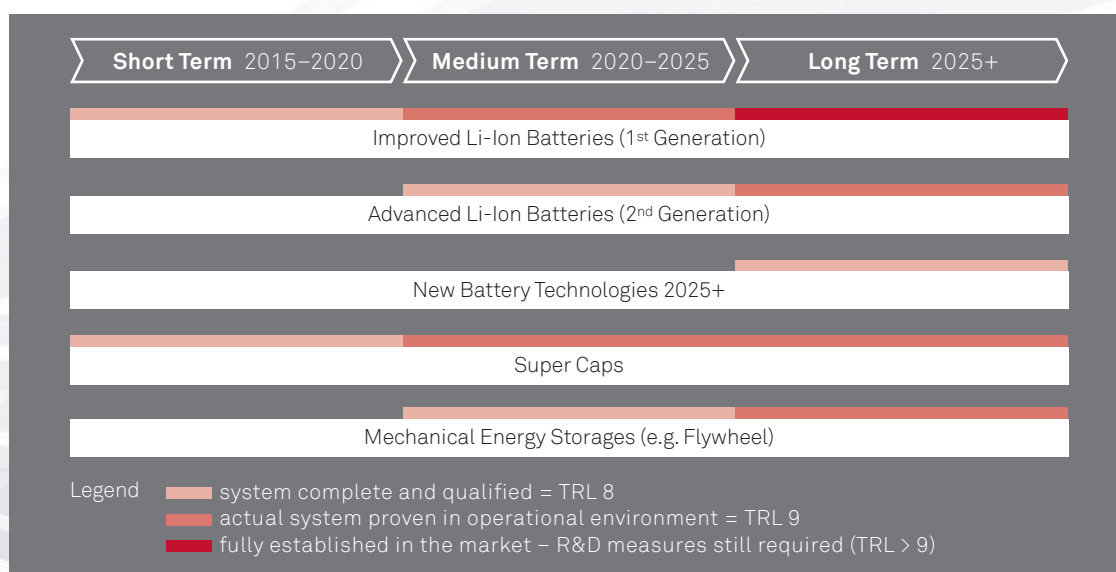 Short Term 2015–2020
Medium Term 2020–2025
Long Term 2025+
Improved Li-Ion Batteries (1st Generation)
Advanced Li-Ion Batteries (2nd Generation)
New Battery Technologies 2025+
Super Caps
Mechanical Energy Storages (e.g. Flywheel)
Legend
system complete and qualified = TRL 8
actual system proven in operational environment = TRL 9
fully established in the market – R&D measures still required (TRL > 9)